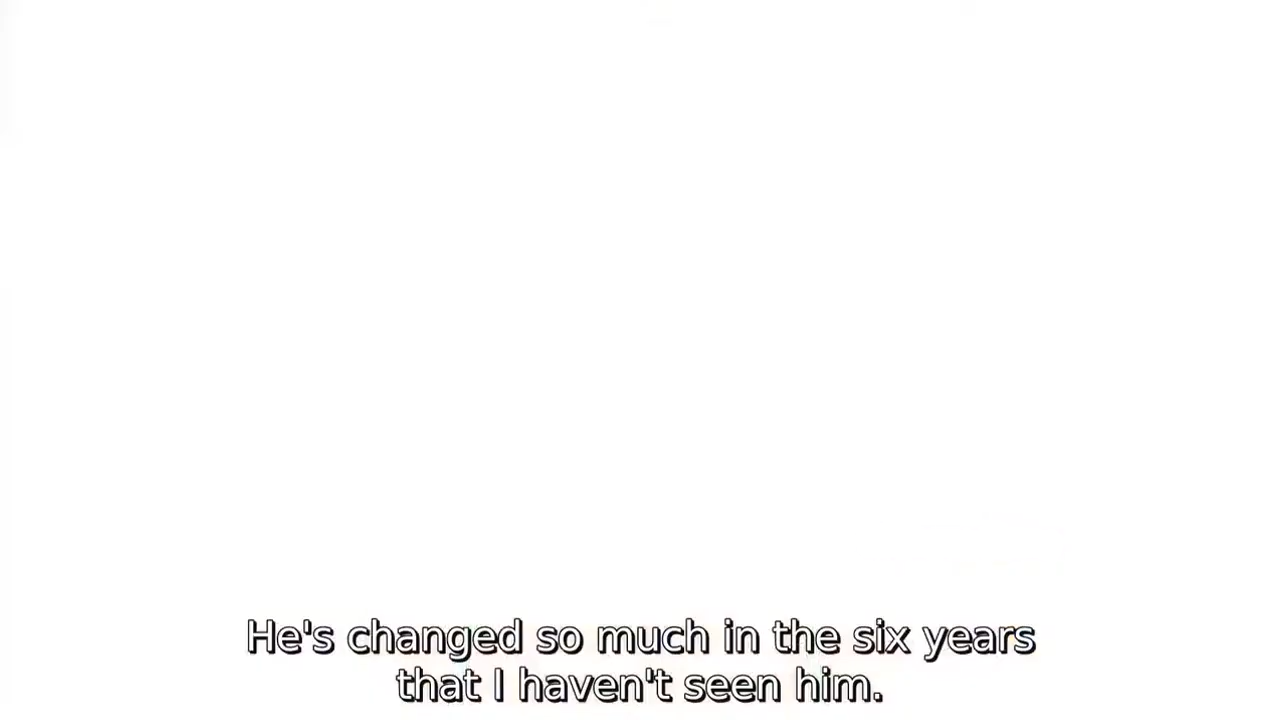 He's changed so much in the six years
that I haven't seen him.